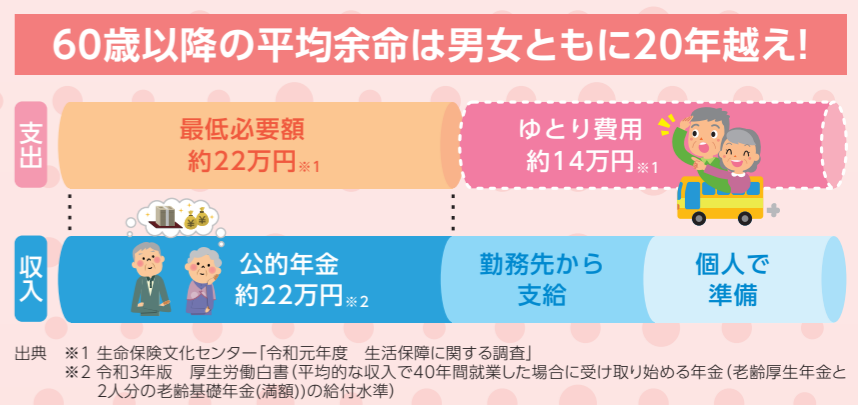 60歳以降の平均余命は男女ともに20年越え!
支出
最低必要額
約22万円※1
ゆとり費用
約14万円※1
収入
公的年金
約22万円※2
勤務先から
支給
個人で
準備
出典　※1 生命保険文化センター「令和元年度　生活保障に関する調査」
※2 令和3年版　厚生労働白書（平均的な収入で40年間就業した場合に受け取り始める年金（老齢厚生年金と
2人分の老齢基礎年金(満額))の給付水準）